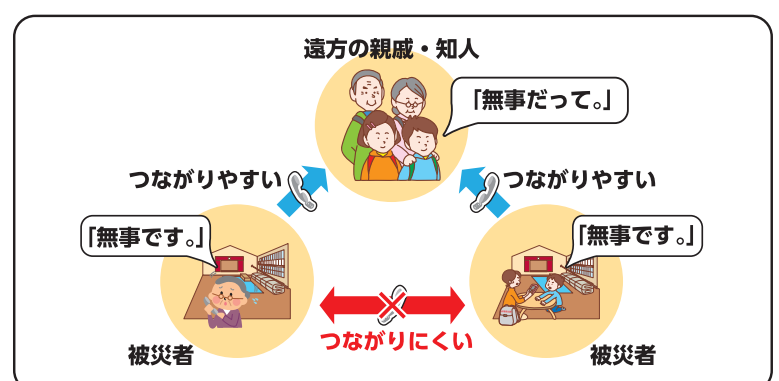 遠方の親戚・知人
「無事だって。」
つながりやすい
つながりやすい
「無事です。」
「無事です。」
つながりにくい
被災者
被災者